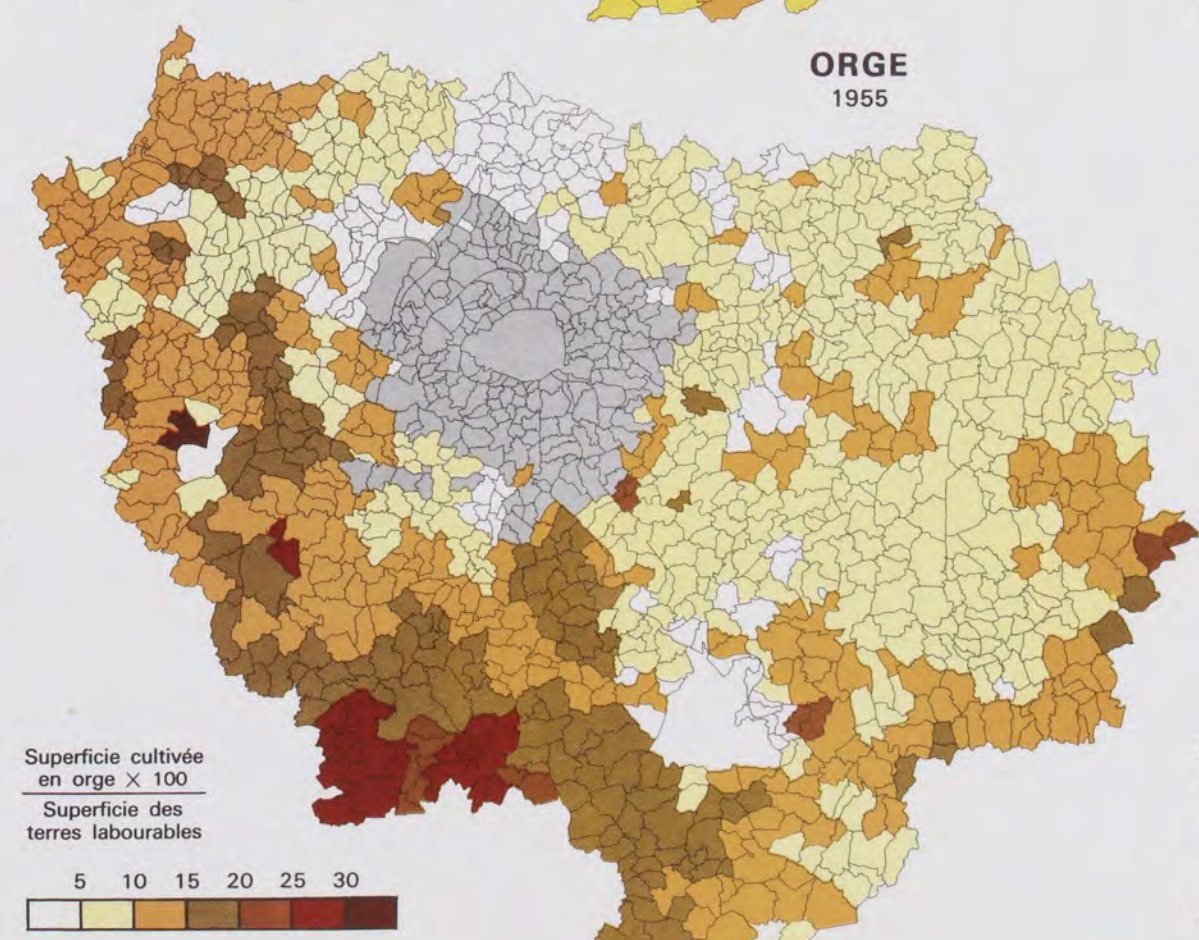 ORGE
1955
Superficie cultivée
en orge × 100
Superficie des
terres labourables
5 10 15 20 25 30